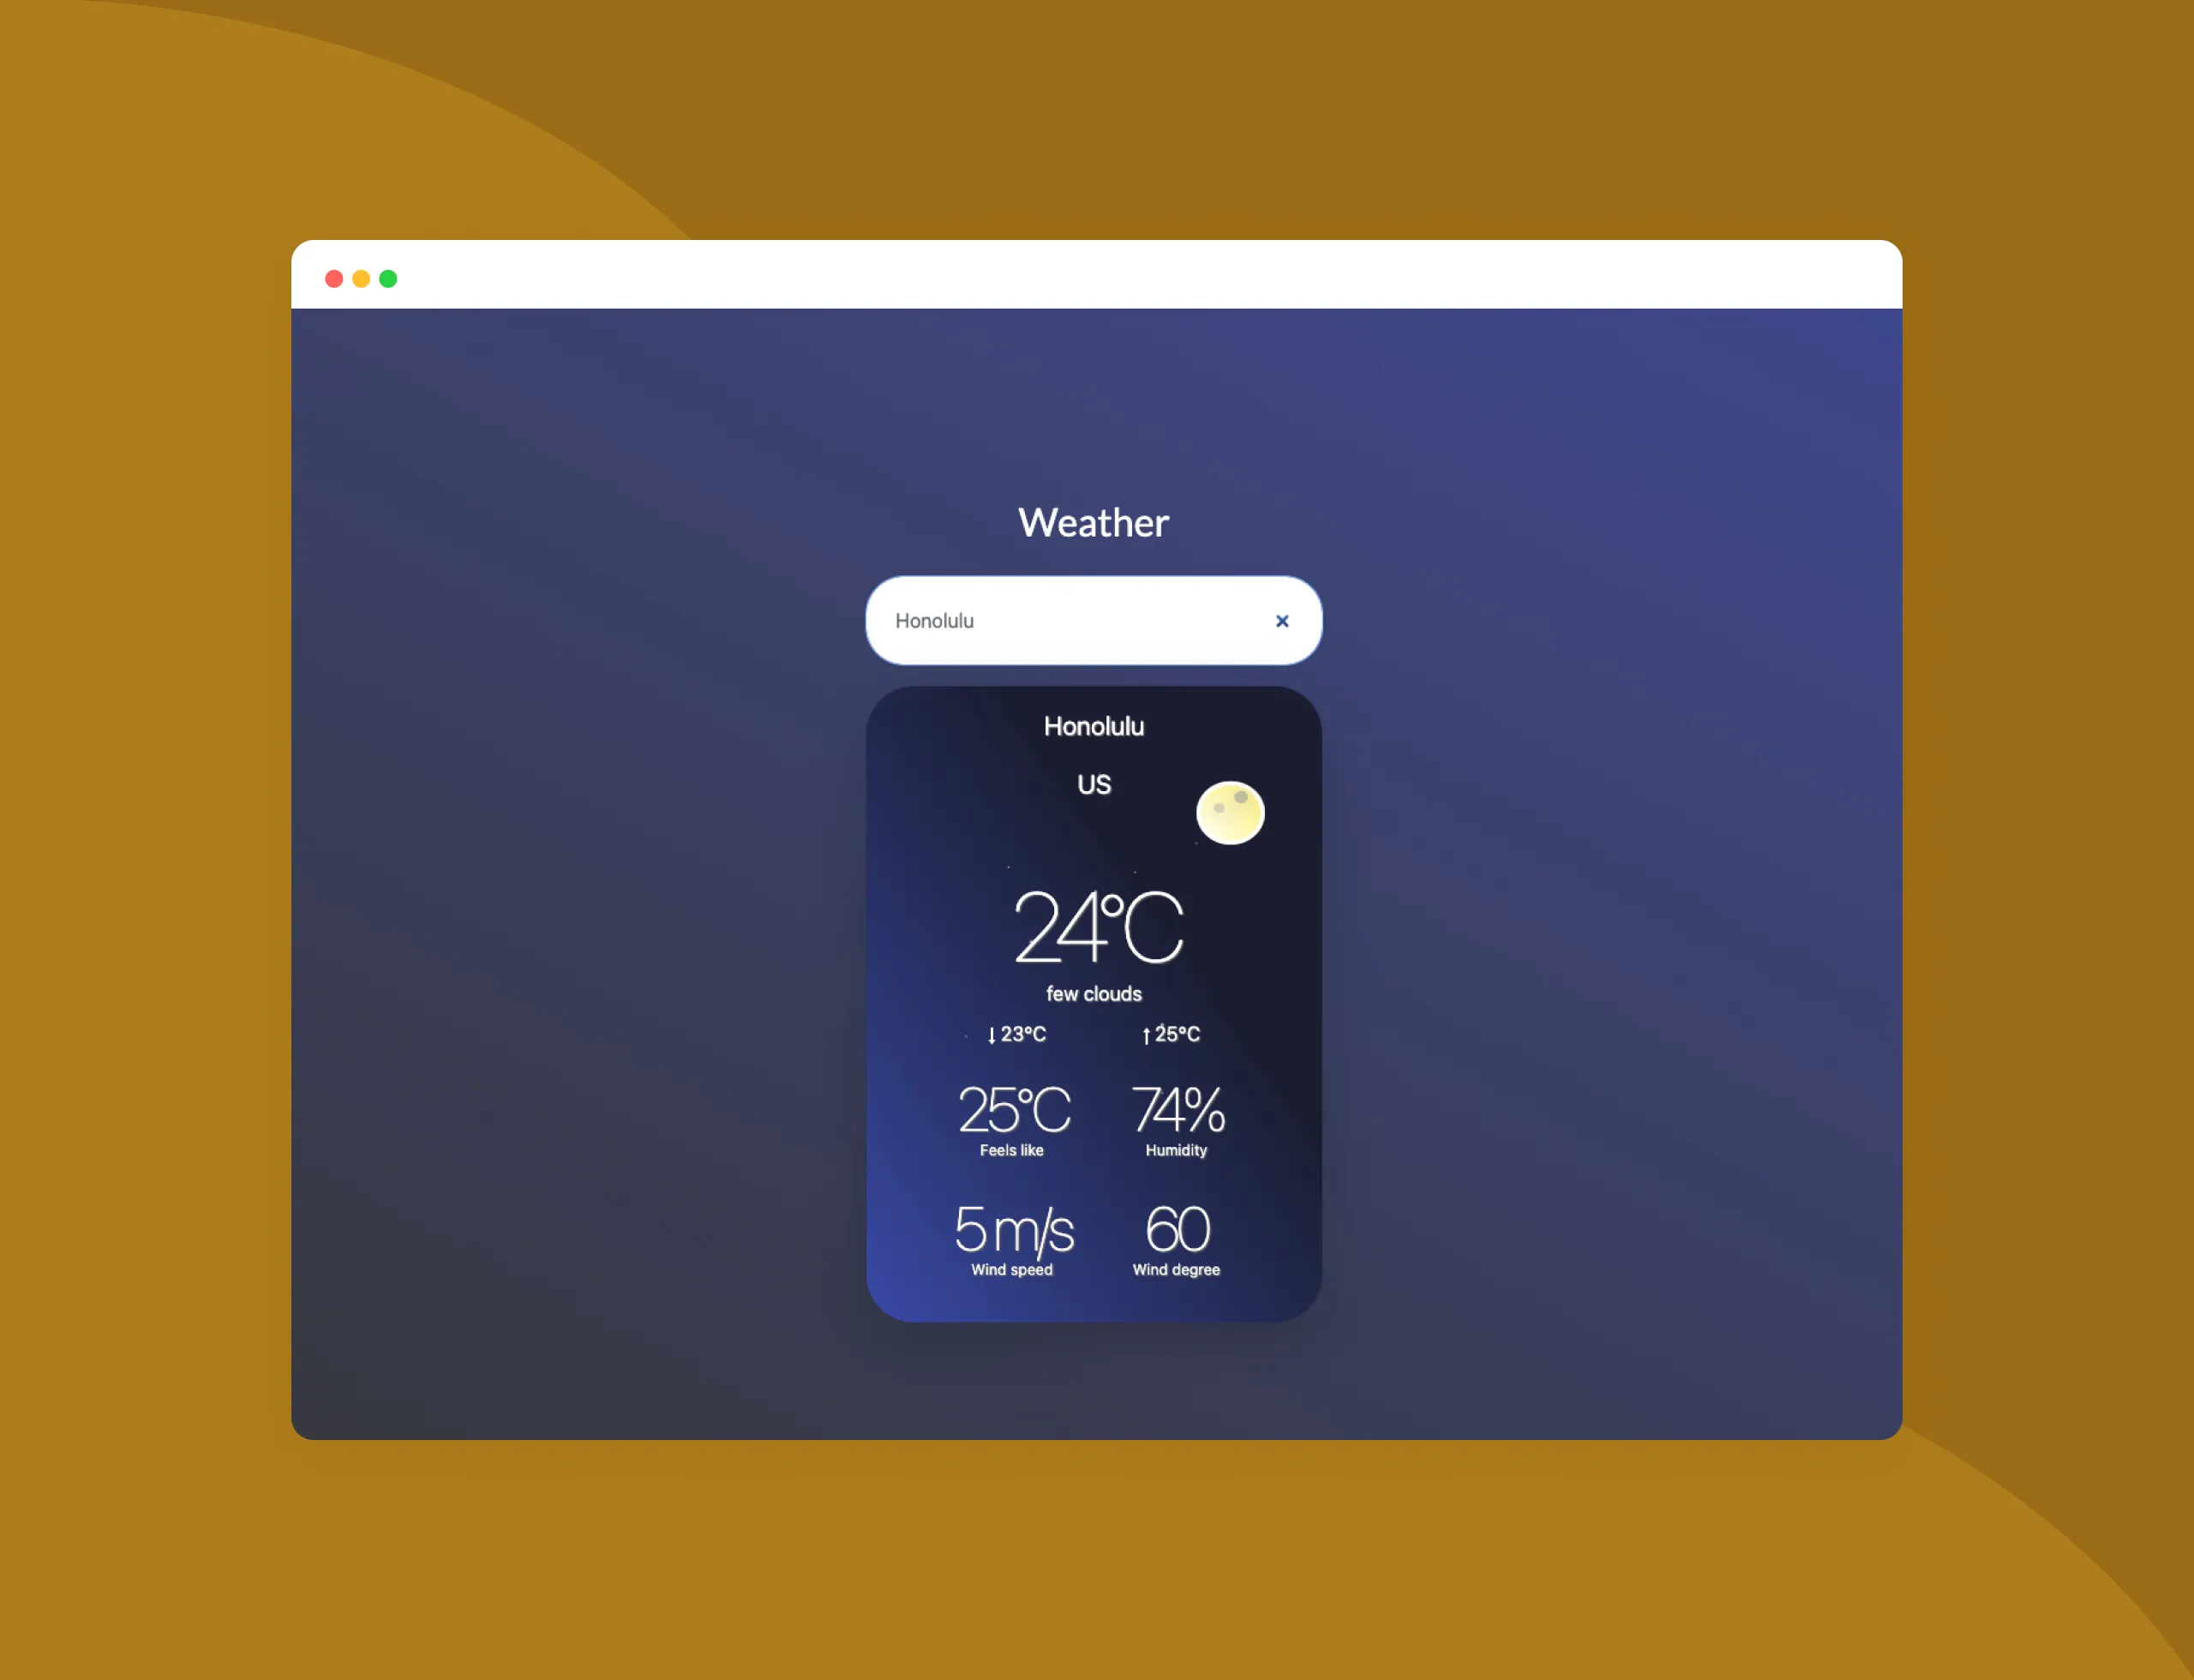 Weather
Honolulu
Honolulu
US
24°C
few clouds
↓ 23°C ↑ 25°C
25°C 74%
Feels like Humidity
5 m/s 60
Wind speed Wind degree